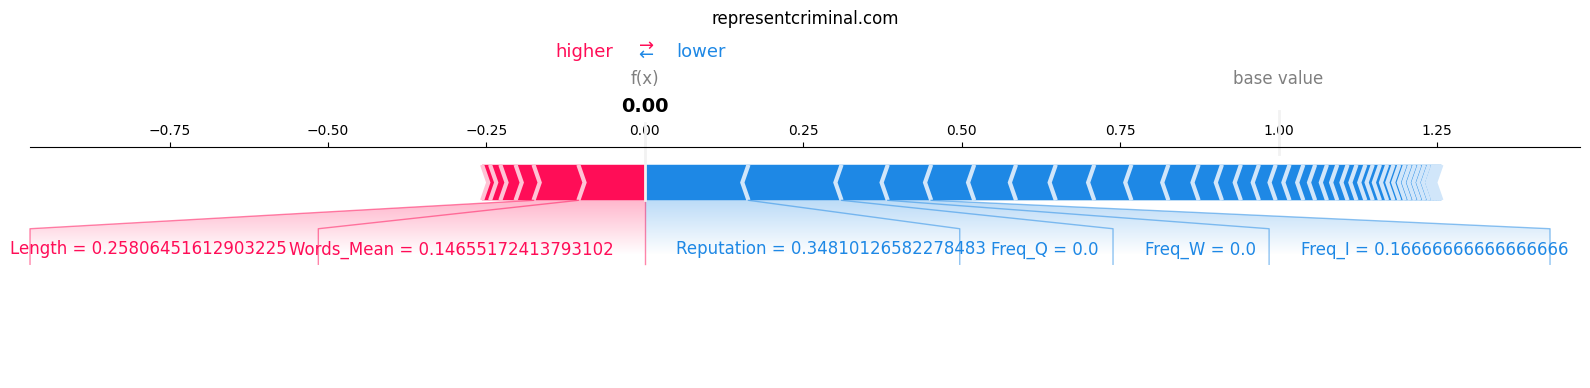 representcriminal.com
higher ⇄ lower
f(x) base value
0.00
−0.75 −0.50 −0.25 0.00 0.25 0.50 0.75 1.00 1.25
Length = 0.25806451612903225 Words_Mean = 0.14655172413793102 Reputation = 0.34810126582278483 Freq_Q = 0.0 Freq_W = 0.0 Freq_I = 0.16666666666666666